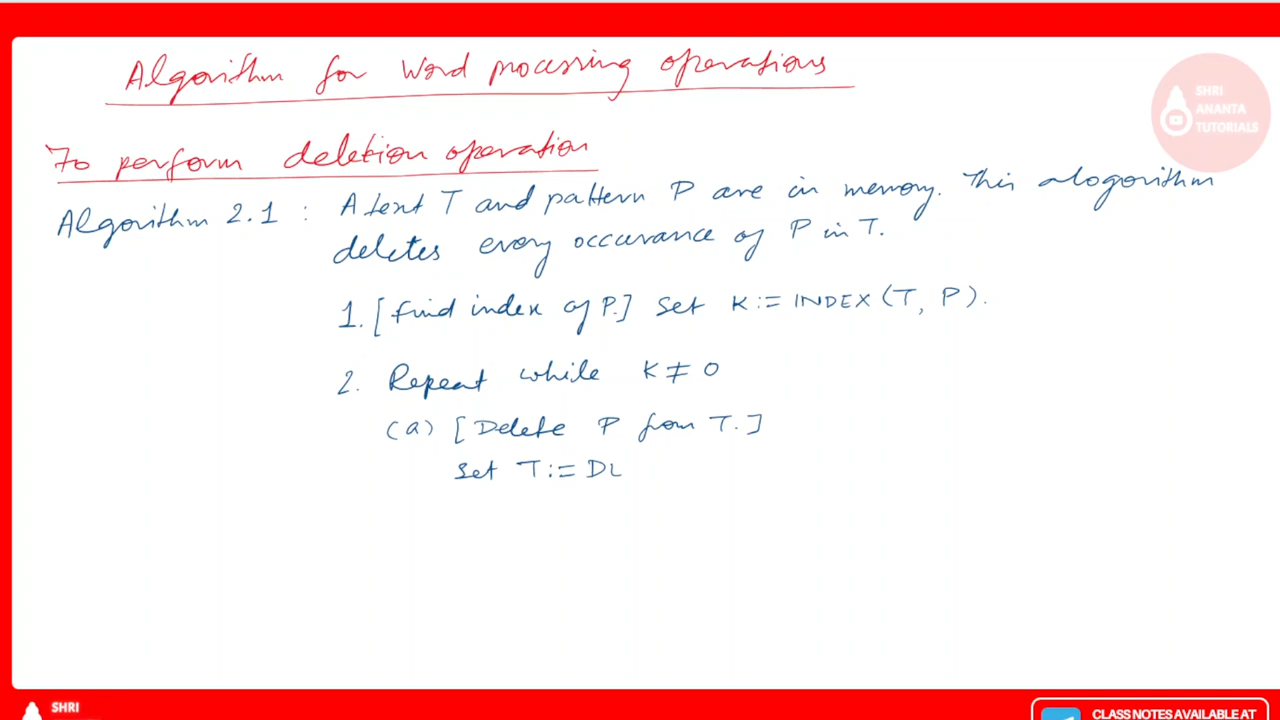 Algorithm for Word processing operations
SHRI
ANANTA
TUTORIALS
To perform deletion operation
Algorithm 2.1 : A text T and pattern P are in memory. This alogorithm
deletes every occurance of P in T.
1. [find index of P.] set K := INDEX (T, P).
2. Repeat while K ≠ 0
(a) [Delete P from T.]
set T := DL
SHRI
CLASS NOTES AVAILABLE AT